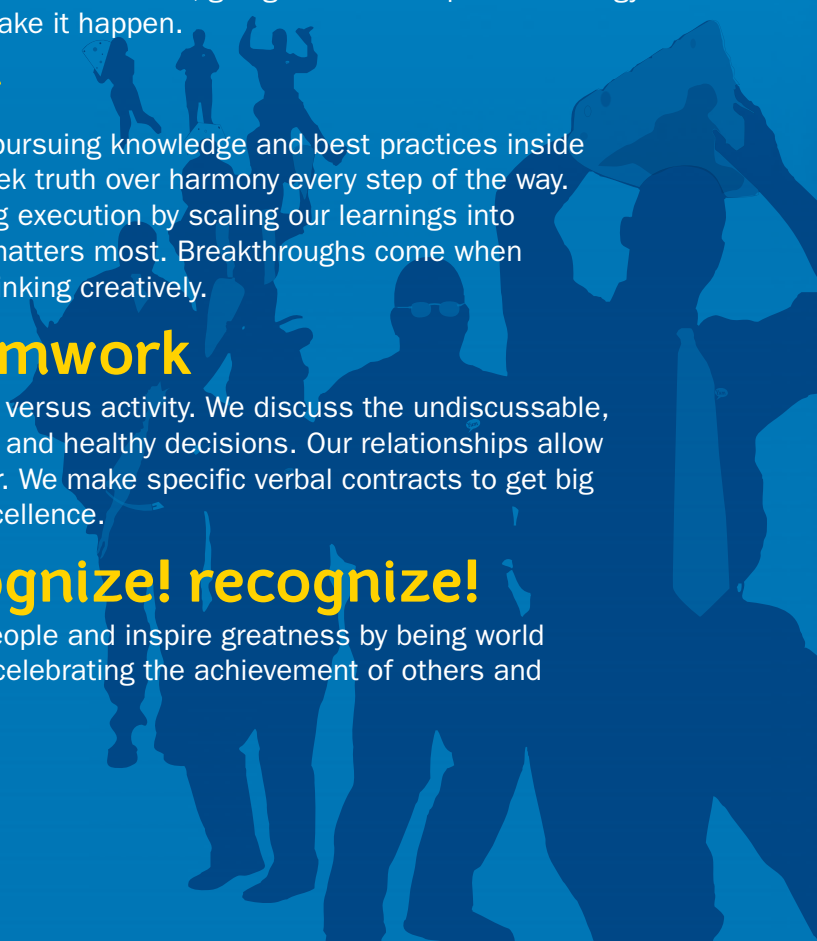 ake it happen.
pursuing knowledge and best practices inside
ek truth over harmony every step of the way.
g execution by scaling our learnings into
matters most. Breakthroughs come when
inking creatively.
mwork
versus activity. We discuss the undiscussable,
and healthy decisions. Our relationships allow
r. We make specific verbal contracts to get big
cellence.
ognize! recognize!
eople and inspire greatness by being world
celebrating the achievement of others and